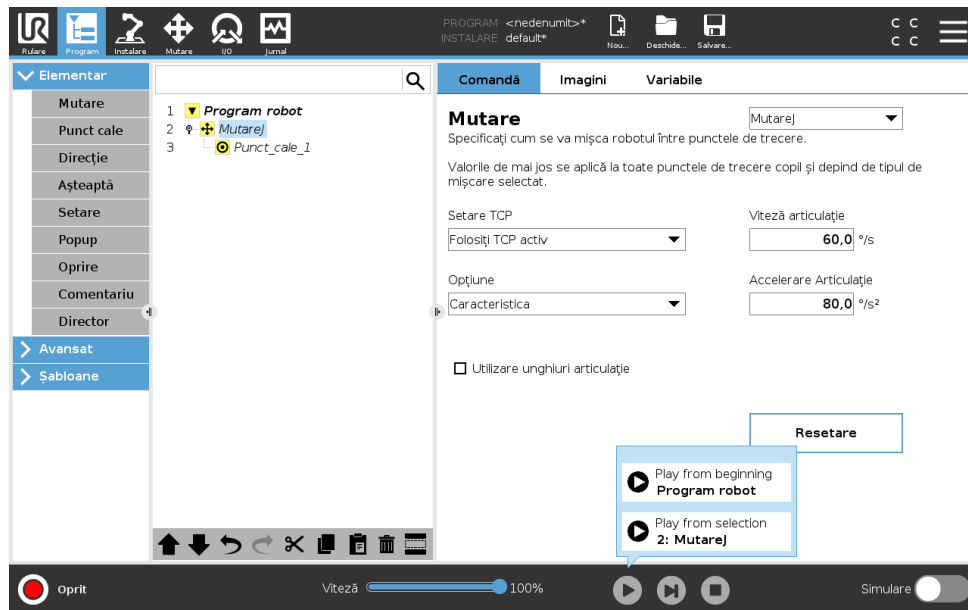 UR
Rulare
Program
Instalare
Mutare
I/O
Jurnal
PROGRAM <nedenumit>*
INSTALARE default*
Nou...
Deschide...
Salvare...
C C
C C
Elementar
Mutare
Punct cale
Direcție
Așteaptă
Setare
Popup
Oprire
Comentariu
Director
Avansat
Șabloane
1 Program robot
2 MutareJ
3 Punct_cale_1
Comandă Imagini Variabile
Mutare
MutareJ
Specificați cum se va mișca robotul între punctele de trecere.
Valorile de mai jos se aplică la toate punctele de trecere copil și depind de tipul de
mișcare selectat.
Setare TCP
Viteză articulație
Folosiți TCP activ
60,0 °/s
Opțiune
Accelerare Articulație
Caracteristica
80,0 °/s²
Utilizare unghiuri articulație
Resetare
Play from beginning
Program robot
Play from selection
2: MutareJ
Oprit
Viteză 100%
Simulare